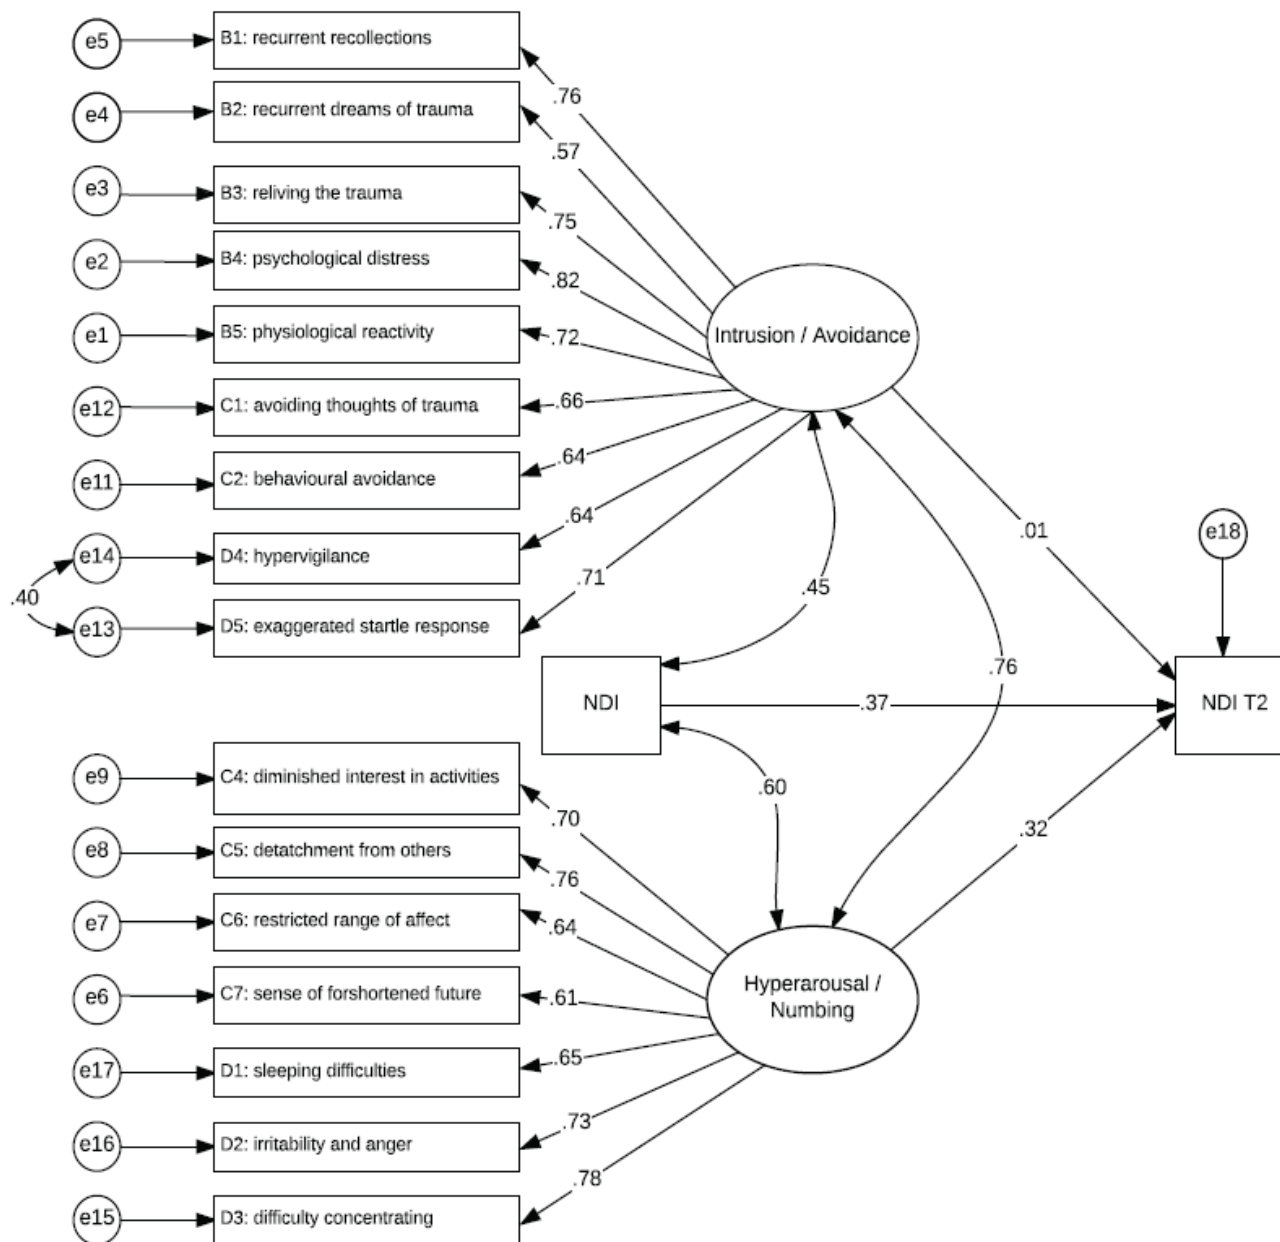 e5
B1: recurrent recollections
.76
e4
B2: recurrent dreams of trauma
.57
e3
B3: reliving the trauma
.75
e2
B4: psychological distress
.82
e1
B5: physiological reactivity
.72
Intrusion / Avoidance
e12
C1: avoiding thoughts of trauma
.66
e11
C2: behavioural avoidance
.64
e14
D4: hypervigilance
.64
.01
e18
.40
e13
D5: exaggerated startle response
.71
.45
.76
NDI
.37
NDI T2
e9
C4: diminished interest in activities
.70
.60
.32
e8
C5: detatchment from others
.76
e7
C6: restricted range of affect
.64
e6
C7: sense of forshortened future
.61
Hyperarousal /
Numbing
e17
D1: sleeping difficulties
.65
e16
D2: irritability and anger
.73
e15
D3: difficulty concentrating
.78